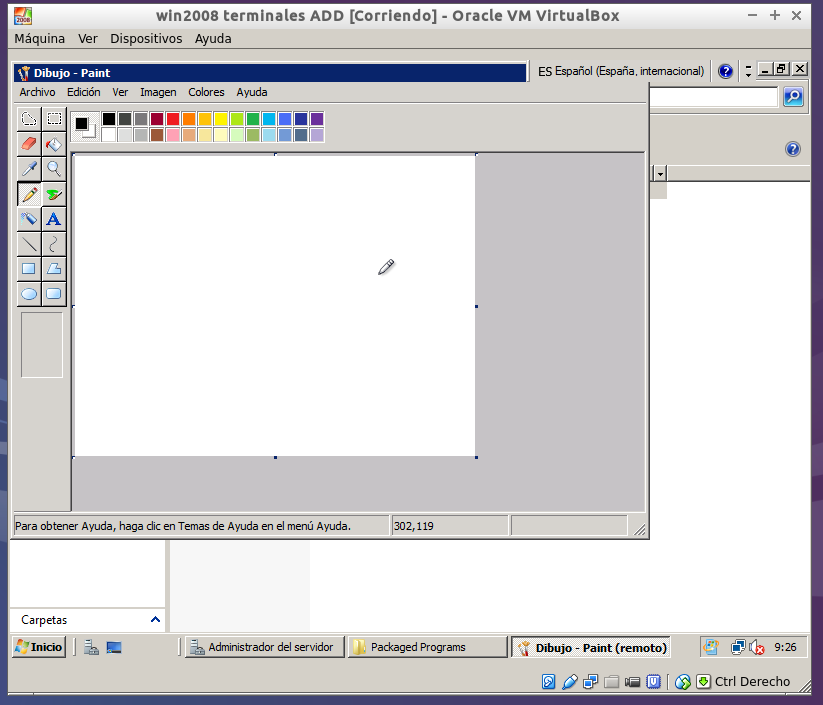 win2008 terminales ADD [Corriendo] - Oracle VM VirtualBox
Máquina Ver Dispositivos Ayuda
Dibujo - Paint
ES Español (España, internacional)
Archivo Edición Ver Imagen Colores Ayuda
A
Para obtener Ayuda, haga clic en Temas de Ayuda en el menú Ayuda.
302,119
Carpetas
Inicio
Administrador del servidor
Packaged Programs
Dibujo - Paint (remoto)
9:26
Ctrl Derecho